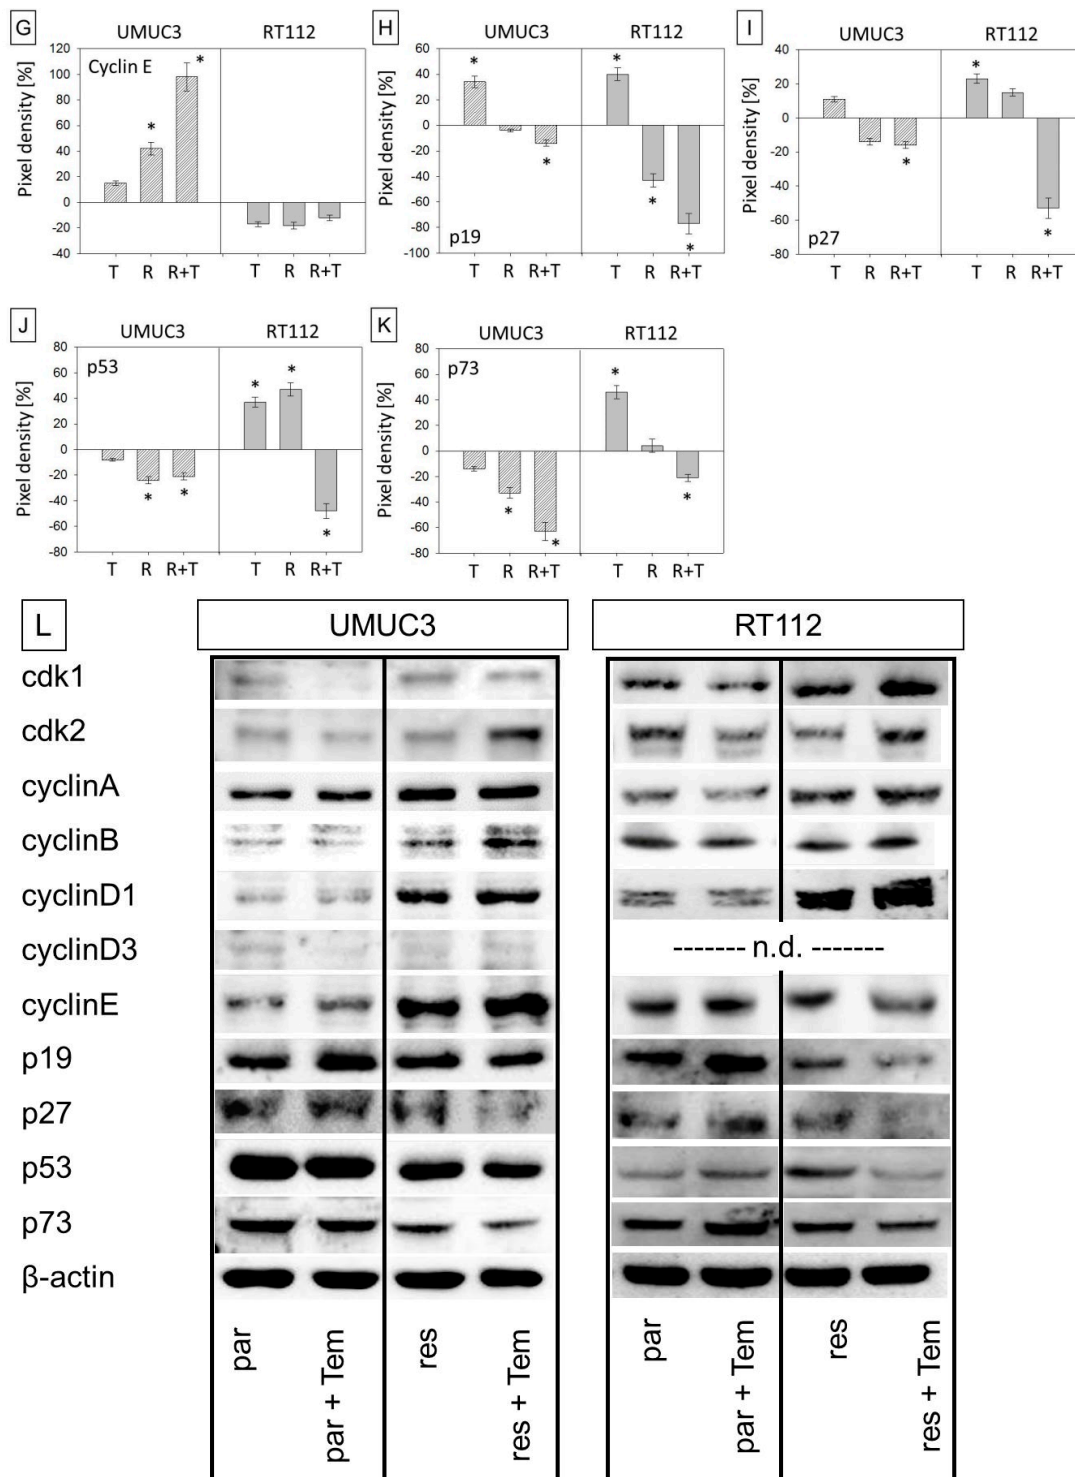 G
UMUC3 RT112
Cyclin E
Pixel density [%]
120
100
80
60
40
20
0
-20
-40
* *
T R R+T T R R+T
H
UMUC3 RT112
p19
Pixel density [%]
60
40
20
0
-20
-40
-60
-80
-100
* * * * *
T R R+T T R R+T
I
UMUC3 RT112
p27
Pixel density [%]
40
20
0
-20
-40
-60
-80
* * *
T R R+T T R R+T
J
UMUC3 RT112
p53
Pixel density [%]
80
60
40
20
0
-20
-40
-60
-80
* * * * *
T R R+T T R R+T
K
UMUC3 RT112
p73
Pixel density [%]
80
60
40
20
0
-20
-40
-60
-80
* * * *
T R R+T T R R+T
L
UMUC3 RT112
cdk1
cdk2
cyclinA
cyclinB
cyclinD1
cyclinD3
------- n.d. -------
cyclinE
p19
p27
p53
p73
β-actin
par
par + Tem
res
res + Tem
par
par + Tem
res
res + Tem